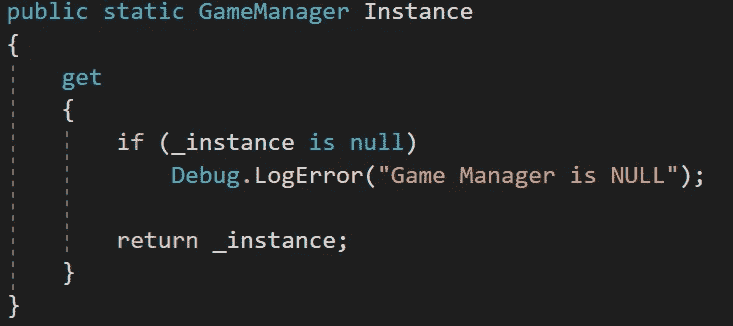 public static GameManager Instance
{
get
{
if (_instance is null)
Debug.LogError("Game Manager is NULL");
return _instance;
}
}